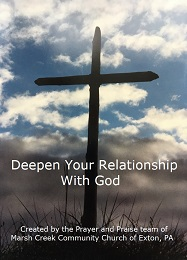 Deepen Your Relationship
With God
Created by the Prayer and Praise team of
Marsh Creek Community Church of Exton, PA